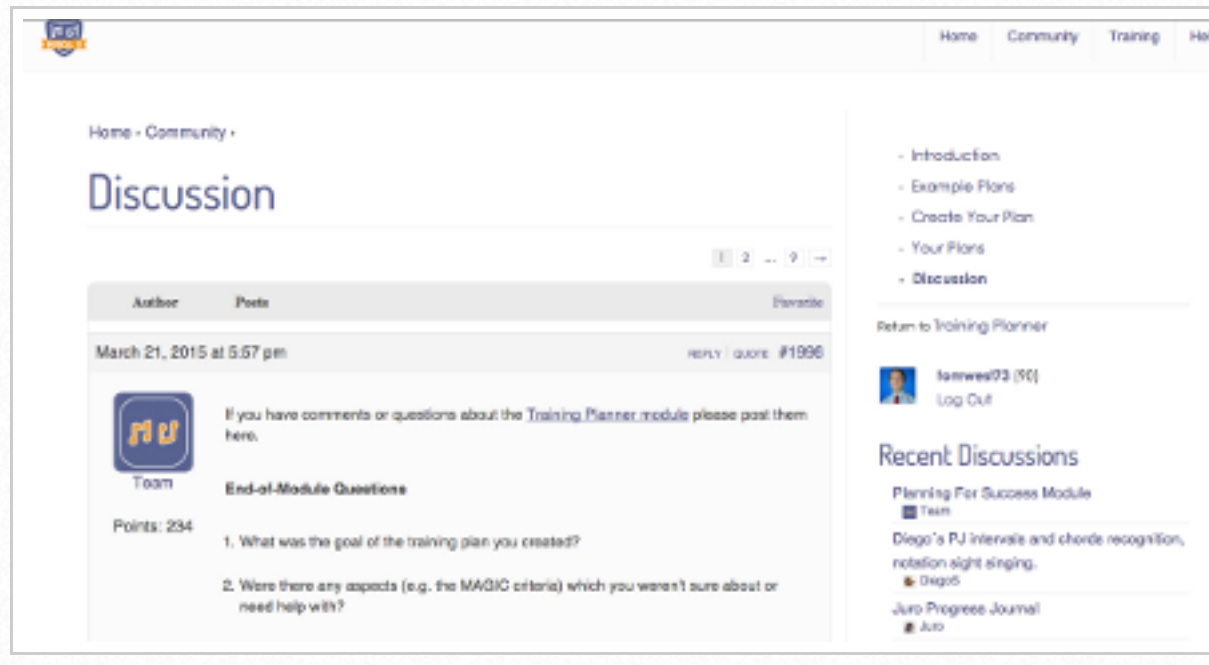 Home Community Training
Home › Community ›
Discussion
1 2 ... 9 →
Author Posts Favorite
March 21, 2015 at 5:57 pm REPLY | QUOTE #1996
If you have comments or questions about the Training Planner module please post them
here.
Team
Points: 234
End-of-Module Questions
1. What was the goal of the training plan you created?
2. Were there any aspects (e.g. the MAGIC criteria) which you weren't sure about or
need help with?
- Introduction
- Example Plans
- Create Your Plan
- Your Plans
- Discussion
Return to Training Planner
(90)
Log Out
Recent Discussions
Planning For Success Module
Team
Diego's PJ intervals and chords recognition,
notation sight singing.
DiegoS
Juro Progress Journal
Juro